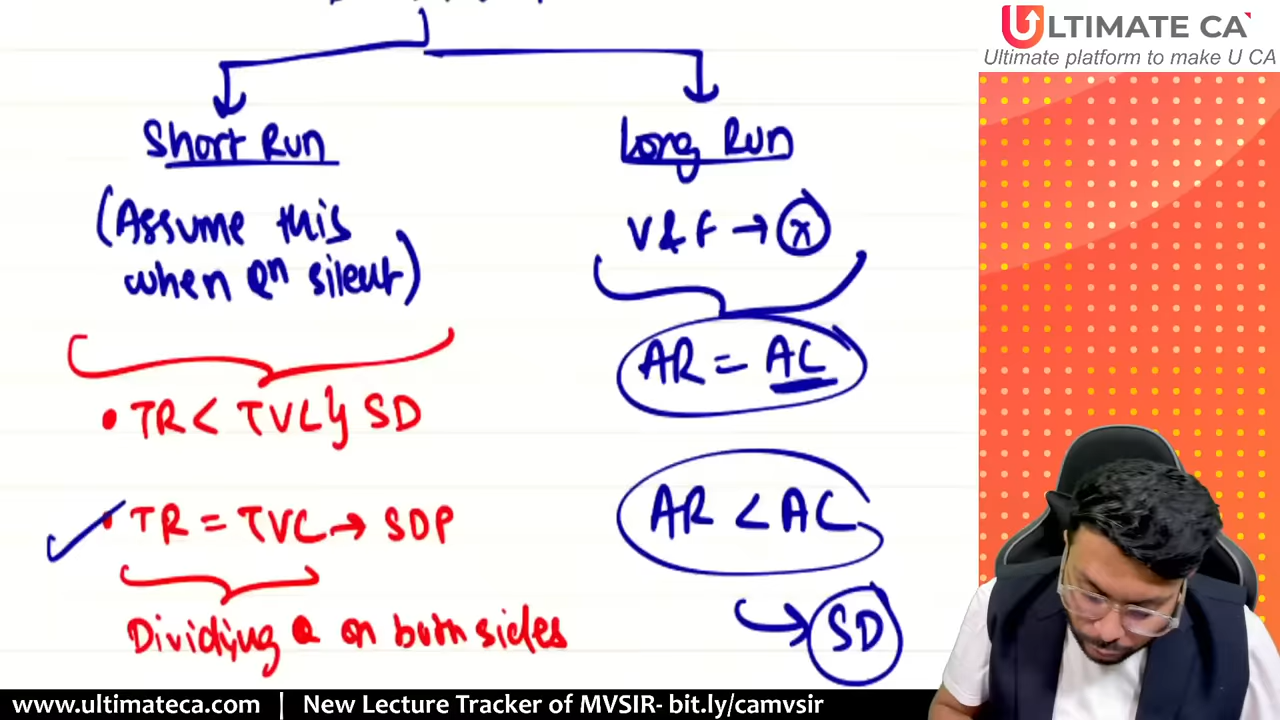 ULTIMATE CA
Ultimate platform to make U CA
Short Run
(Assume this
when Qn silent)
• TR < TVC } SD
• TR = TVC → SDP
Dividing Q on both sides
Long Run
V & F → x
AR = AC
AR < AC
SD
www.ultimateca.com | New Lecture Tracker of MVSIR- bit.ly/camvsir